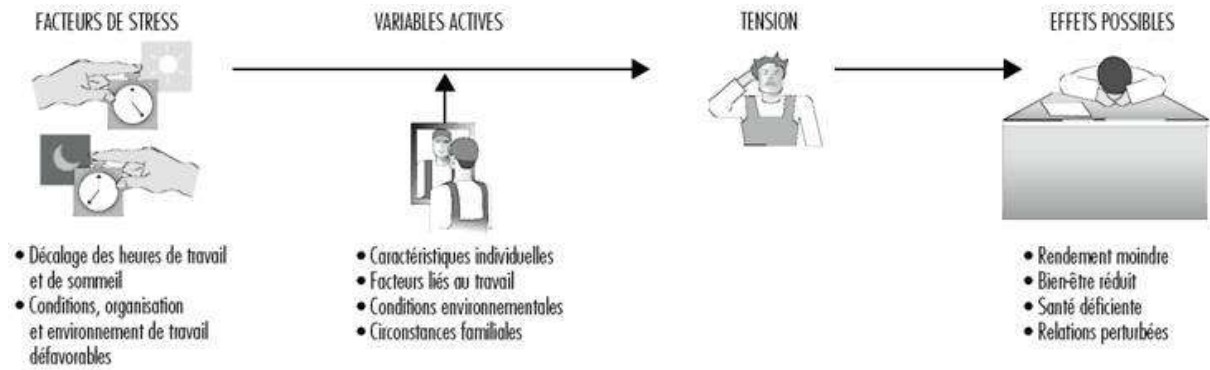 FACTEURS DE STRESS
VARIABLES ACTIVES
TENSION
EFFETS POSSIBLES
• Décalage des heures de travail
et de sommeil
• Conditions, organisation
et environnement de travail
défavorables
• Caractéristiques individuelles
• Facteurs liés au travail
• Conditions environnementales
• Circonstances familiales
• Rendement moindre
• Bien-être réduit
• Santé déficiente
• Relations perturbées